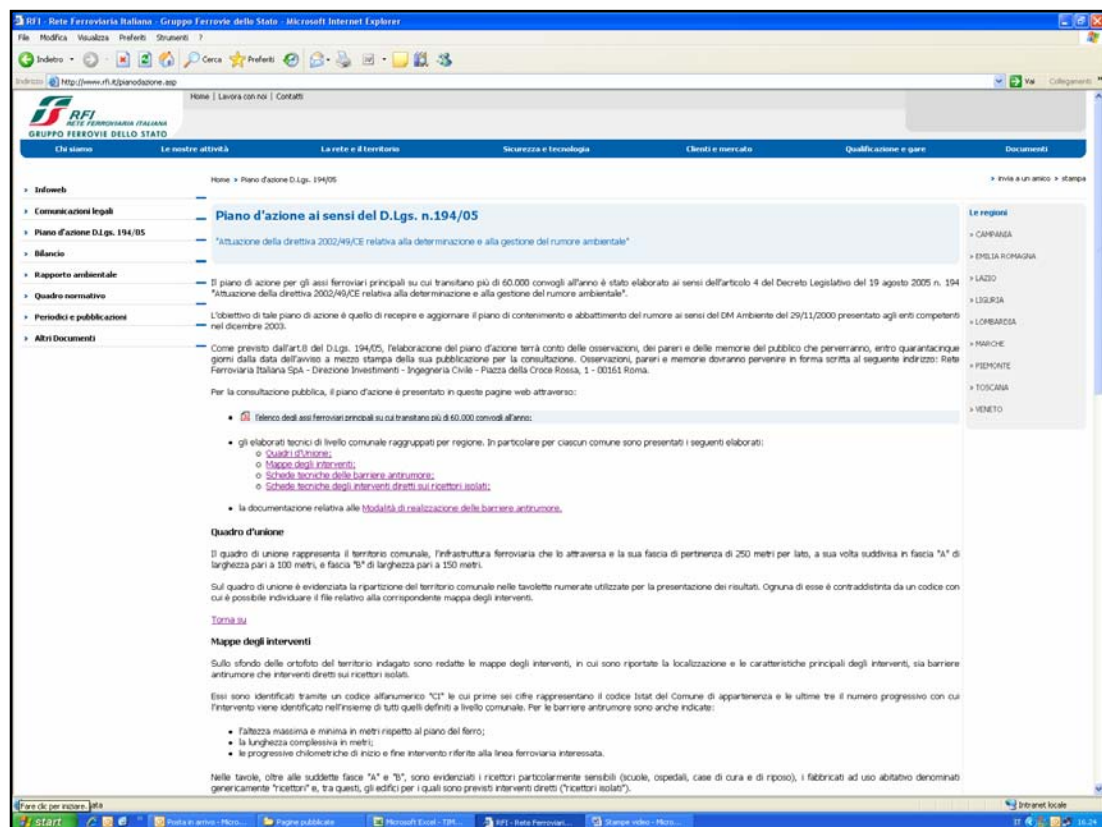 RFI - Rete Ferroviaria Italiana - Gruppo Ferrovie dello Stato - Microsoft Internet Explorer
File Modifica Visualizza Preferiti Strumenti ?
Indietro Cerca Preferiti
Indirizzo http://www.rfi.it/pianodazione.asp Vai Collegamenti
Home | Lavora con noi | Contatti
RFI
RETE FERROVIARIA ITALIANA
GRUPPO FERROVIE DELLO STATO
Chi siamo Le nostre attività La rete e il territorio Sicurezza e tecnologia Clienti e mercato Qualificazione e gare Documenti
Infoweb
Comunicazioni legali
Piano d'azione D.Lgs. 194/05
Bilancio
Rapporto ambientale
Quadro normativo
Periodici e pubblicazioni
Altri Documenti
Home > Piano d'azione D.Lgs. 194/05
invia a un amico > stampa
Piano d'azione ai sensi del D.Lgs. n.194/05
"Attuazione della direttiva 2002/49/CE relativa alla determinazione e alla gestione del rumore ambientale"
Il piano di azione per gli assi ferroviari principali su cui transitano più di 60.000 convogli all'anno è stato elaborato ai sensi dell'articolo 4 del Decreto Legislativo del 19 agosto 2005 n. 194
"Attuazione della direttiva 2002/49/CE relativa alla determinazione e alla gestione del rumore ambientale".
L'obiettivo di tale piano di azione è quello di recepire e aggiornare il piano di contenimento e abbattimento del rumore ai sensi del DM Ambiente del 29/11/2000 presentato agli enti competenti
nel dicembre 2003.
Come previsto dall'art.8 del D.Lgs. 194/05, l'elaborazione del piano d'azione terrà conto delle osservazioni, dei pareri e delle memorie del pubblico che perverranno, entro quarantacinque
giorni dalla data dell'avviso a mezzo stampa della sua pubblicazione per la consultazione. Osservazioni, pareri e memorie dovranno pervenire in forma scritta al seguente indirizzo: Rete
Ferroviaria Italiana SpA - Direzione Investimenti - Ingegneria Civile - Piazza della Croce Rossa, 1 - 00161 Roma.
Per la consultazione pubblica, il piano d'azione è presentato in queste pagine web attraverso:
l'elenco degli assi ferroviari principali su cui transitano più di 60.000 convogli all'anno;
gli elaborati tecnici di livello comunale raggruppati per regione. In particolare per ciascun comune sono presentati i seguenti elaborati:
Quadri d'Unione;
Mappe degli interventi;
Schede tecniche delle barriere antirumore;
Schede tecniche degli interventi diretti sui ricettori isolati;
la documentazione relativa alle Modalità di realizzazione delle barriere antirumore.
Quadro d'unione
Il quadro di unione rappresenta il territorio comunale, l'infrastruttura ferroviaria che lo attraversa e la sua fascia di pertinenza di 250 metri per lato, a sua volta suddivisa in fascia "A" di
larghezza pari a 100 metri, e fascia "B" di larghezza pari a 150 metri.
Sul quadro di unione è evidenziata la ripartizione del territorio comunale nelle tavolette numerate utilizzate per la presentazione dei risultati. Ognuna di esse è contraddistinta da un codice con
cui è possibile individuare il file relativo alla corrispondente mappa degli interventi.
Torna su
Mappe degli interventi
Sullo sfondo delle ortofoto del territorio indagato sono redatte le mappe degli interventi, in cui sono riportate la localizzazione e le caratteristiche principali degli interventi, sia barriere
antirumore che interventi diretti sui ricettori isolati.
Essi sono identificati tramite un codice alfanumerico "CI" le cui prime sei cifre rappresentano il codice Istat del Comune di appartenenza e le ultime tre il numero progressivo con cui
l'intervento viene identificato nell'insieme di tutti quelli definiti a livello comunale. Per le barriere antirumore sono anche indicate:
l'altezza massima e minima in metri rispetto al piano del ferro;
la lunghezza complessiva in metri;
le progressive chilometriche di inizio e fine intervento riferite alla linea ferroviaria interessata.
Nelle tavole, oltre alle suddette fasce "A" e "B", sono evidenziati i ricettori particolarmente sensibili (scuole, ospedali, case di cura e di riposo), i fabbricati ad uso abitativo denominati
genericamente "ricettori" e, tra questi, gli edifici per i quali sono previsti interventi diretti ("ricettori isolati").
Le regioni
CAMPANIA
EMILIA ROMAGNA
LAZIO
LIGURIA
LOMBARDIA
MARCHE
PIEMONTE
TOSCANA
VENETO
Fare clic per iniziare. Intranet locale
start Posta in arrivo - Micro... Pagine pubblicate Microsoft Excel - TIM... RFI - Rete Ferroviari... Stampe video - Micro... IT 16.24